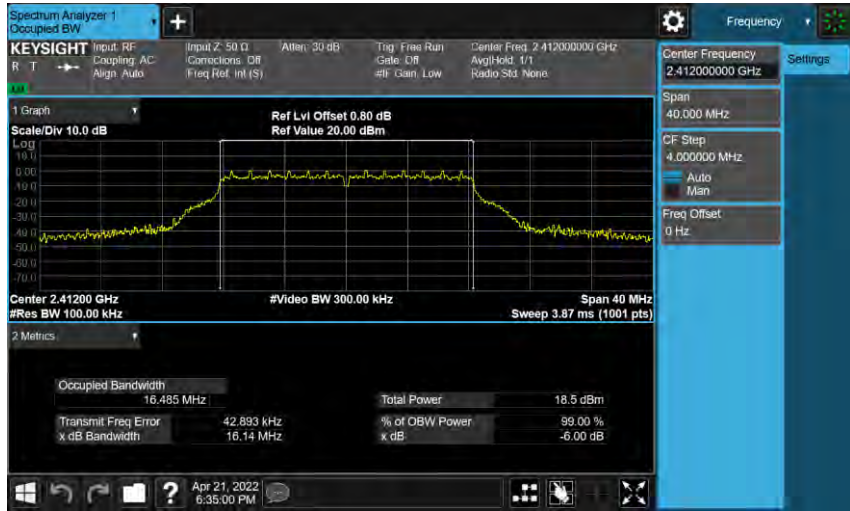 Spectrum Analyzer 1
Occupied BW
Frequency
KEYSIGHT
R T
Input: RF
Coupling: AC
Align: Auto
Input Z: 50 Ω
Corrections: Off
Freq Ref: Int (S)
Atten: 30 dB
Trig: Free Run
Gate: Off
#IF Gain: Low
Center Freq: 2.412000000 GHz
Avg|Hold: 1/1
Radio Std: None
Center Frequency
2.412000000 GHz
Settings
Span
40.000 MHz
CF Step
4.000000 MHz
Auto
Man
Freq Offset
0 Hz
1 Graph
Scale/Div 10.0 dB
Ref Lvl Offset 0.80 dB
Ref Value 20.00 dBm
Log
10.0
0.00
-10.0
-20.0
-30.0
-40.0
-50.0
-60.0
-70.0
Center 2.41200 GHz
#Video BW 300.00 kHz
Span 40 MHz
#Res BW 100.00 kHz
Sweep 3.87 ms (1001 pts)
2 Metrics
Occupied Bandwidth
16.485 MHz
Total Power 18.5 dBm
Transmit Freq Error 42.893 kHz
% of OBW Power 99.00 %
x dB Bandwidth 16.14 MHz
x dB -6.00 dB
?
Apr 21, 2022
6:35:00 PM